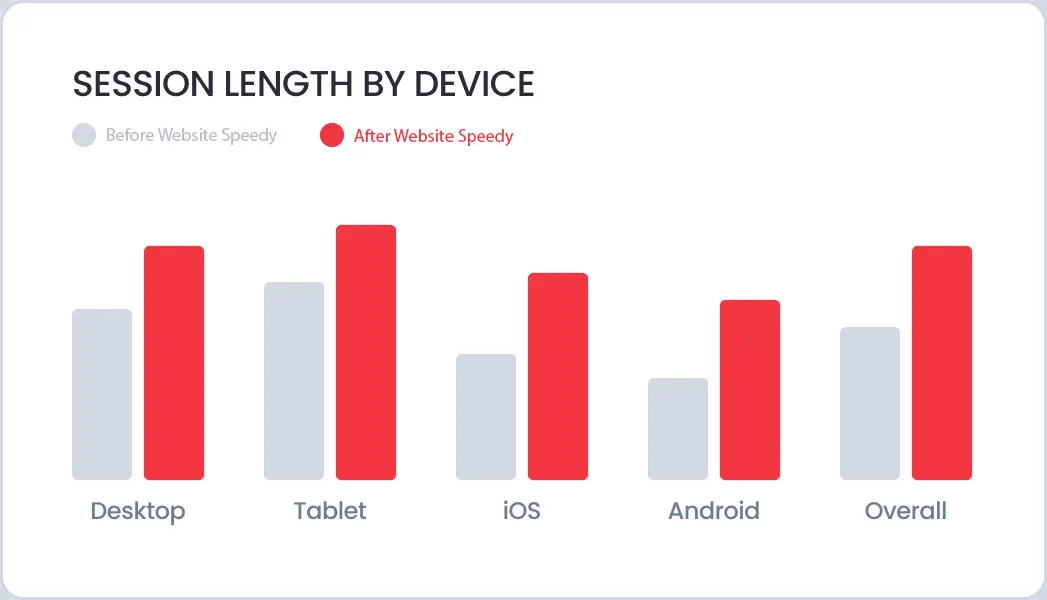 SESSION LENGTH BY DEVICE
Before Website Speedy After Website Speedy
Desktop Tablet iOS Android Overall